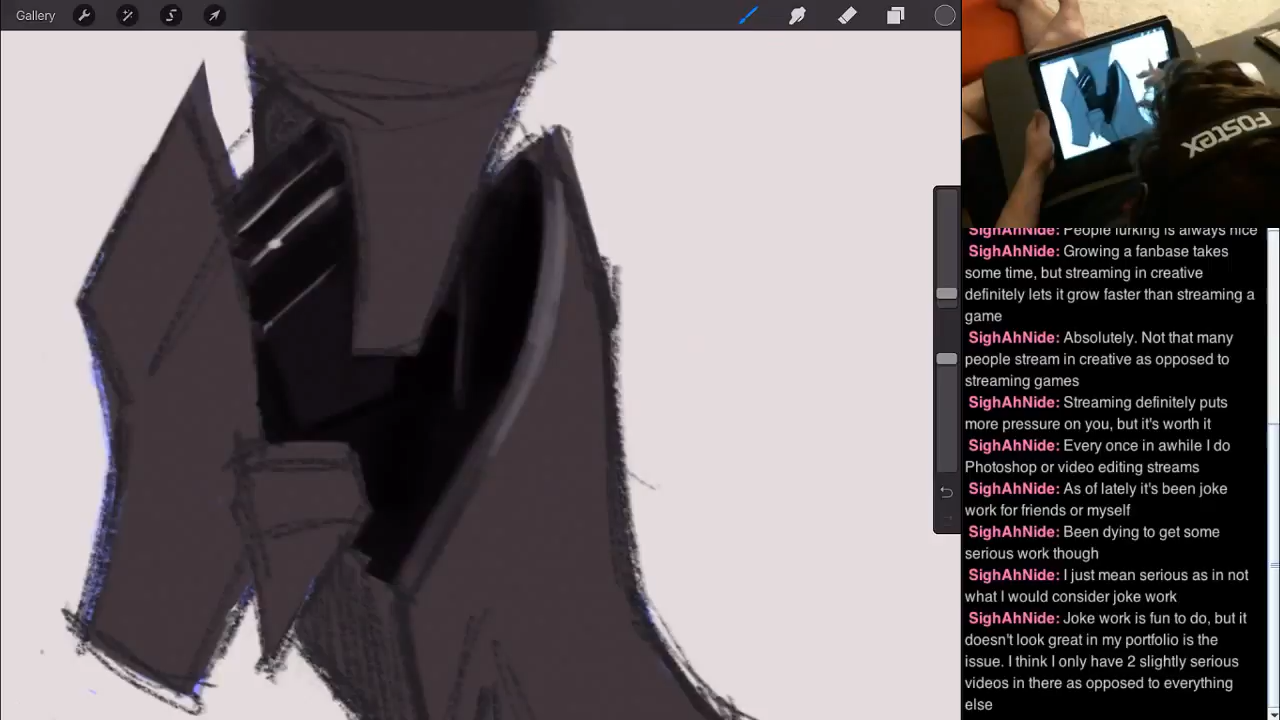 Gallery
FOSTEX
SighAhNide: People lurking is always nice
SighAhNide: Growing a fanbase takes
some time, but streaming in creative
definitely lets it grow faster than streaming a
game
SighAhNide: Absolutely. Not that many
people stream in creative as opposed to
streaming games
SighAhNide: Streaming definitely puts
more pressure on you, but it's worth it
SighAhNide: Every once in awhile I do
Photoshop or video editing streams
SighAhNide: As of lately it's been joke
work for friends or myself
SighAhNide: Been dying to get some
serious work though
SighAhNide: I just mean serious as in not
what I would consider joke work
SighAhNide: Joke work is fun to do, but it
doesn't look great in my portfolio is the
issue. I think I only have 2 slightly serious
videos in there as opposed to everything
else